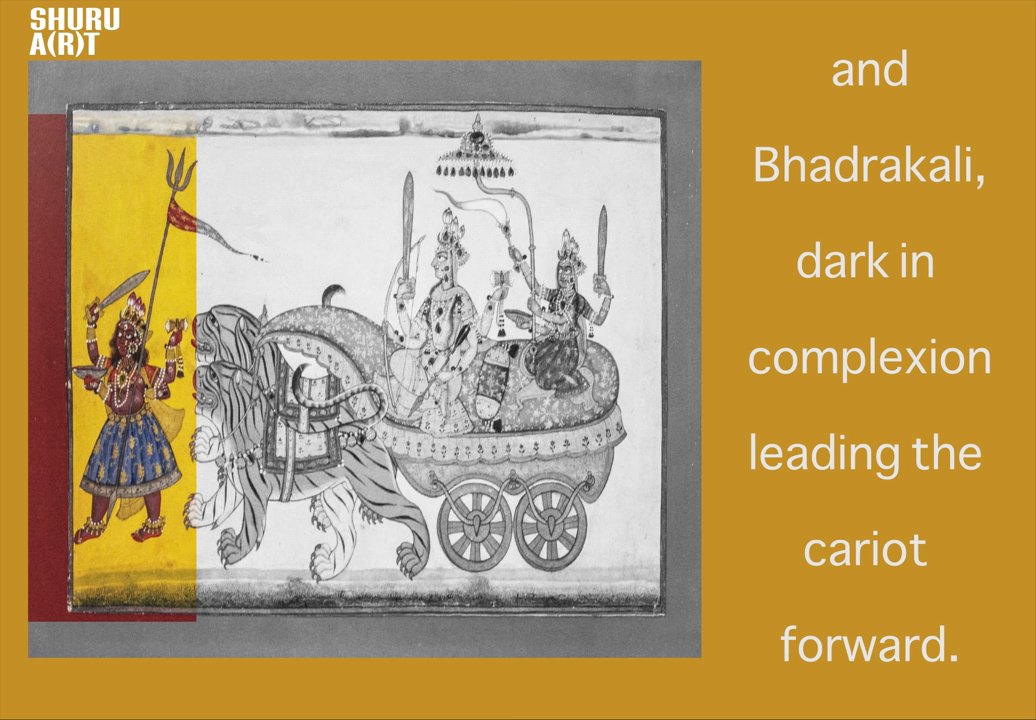 SHURU
A(R)T
and
Bhadrakali,
dark in
complexion
leading the
cariot
forward.